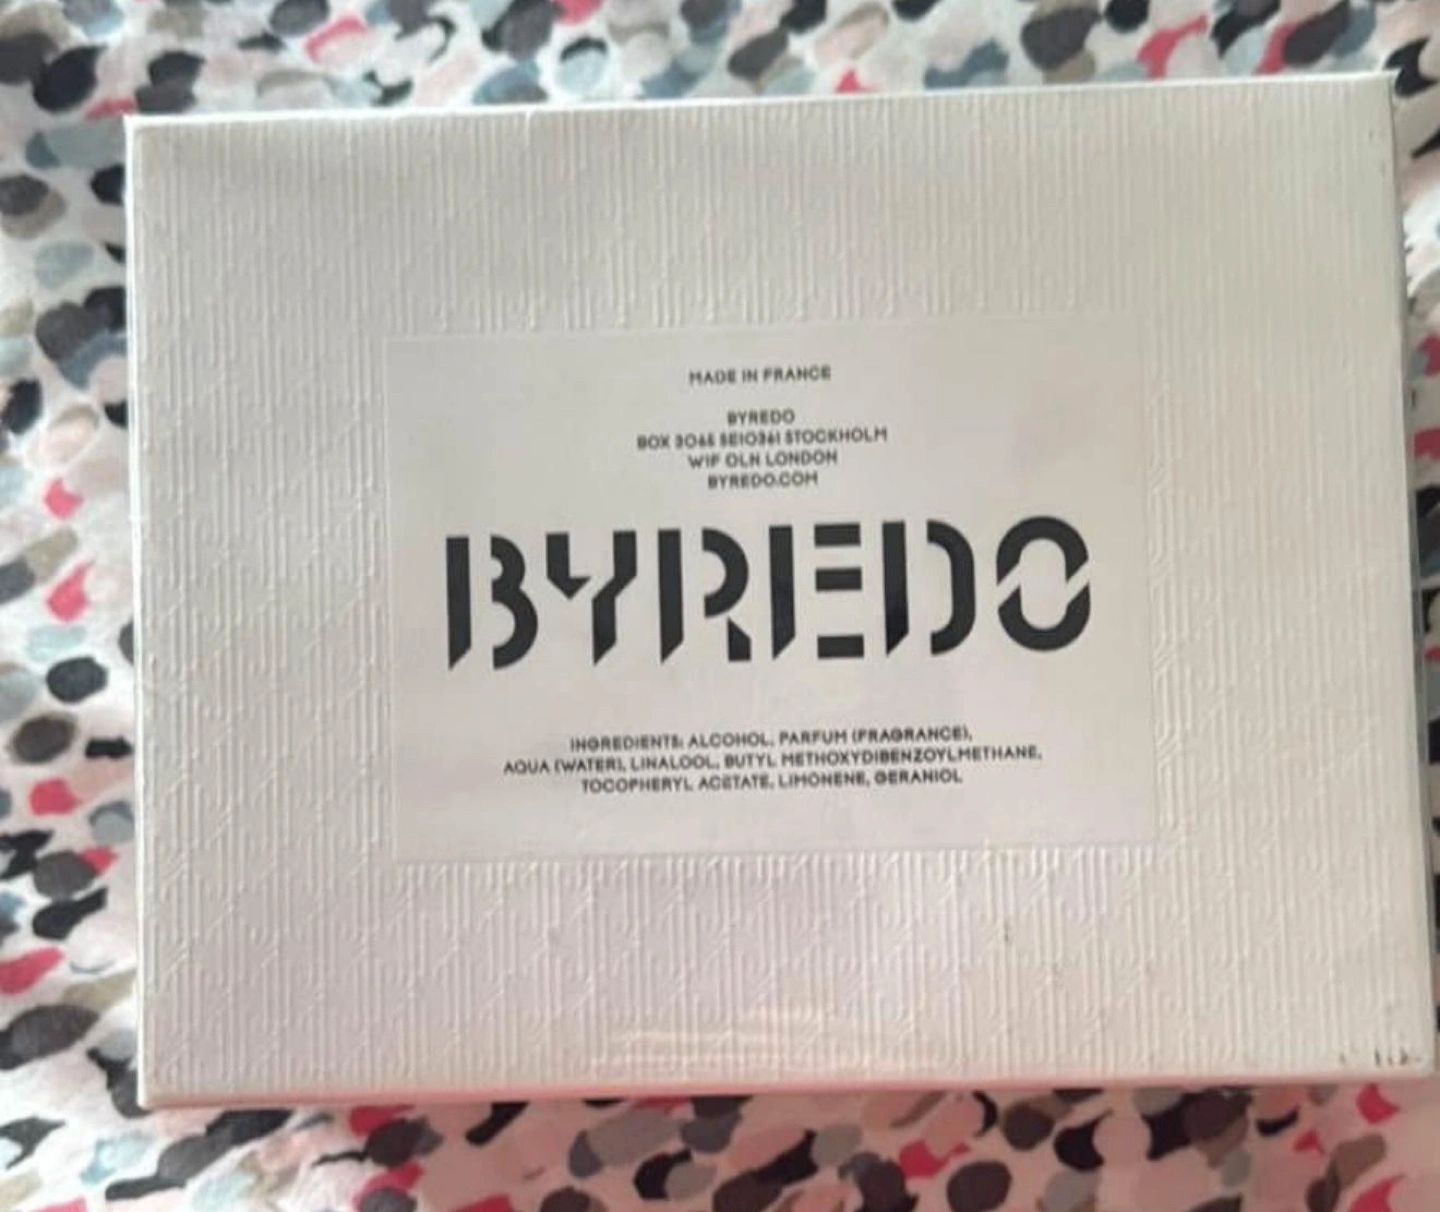 MADE IN FRANCE
BYREDO
BOX 3065 SE10361 STOCKHOLM
W1F 0LN LONDON
BYREDO.COM
BYREDO
INGREDIENTS: ALCOHOL, PARFUM (FRAGRANCE),
AQUA (WATER), LINALOOL, BUTYL METHOXYDIBENZOYLMETHANE,
TOCOPHERYL ACETATE, LIMONENE, GERANIOL